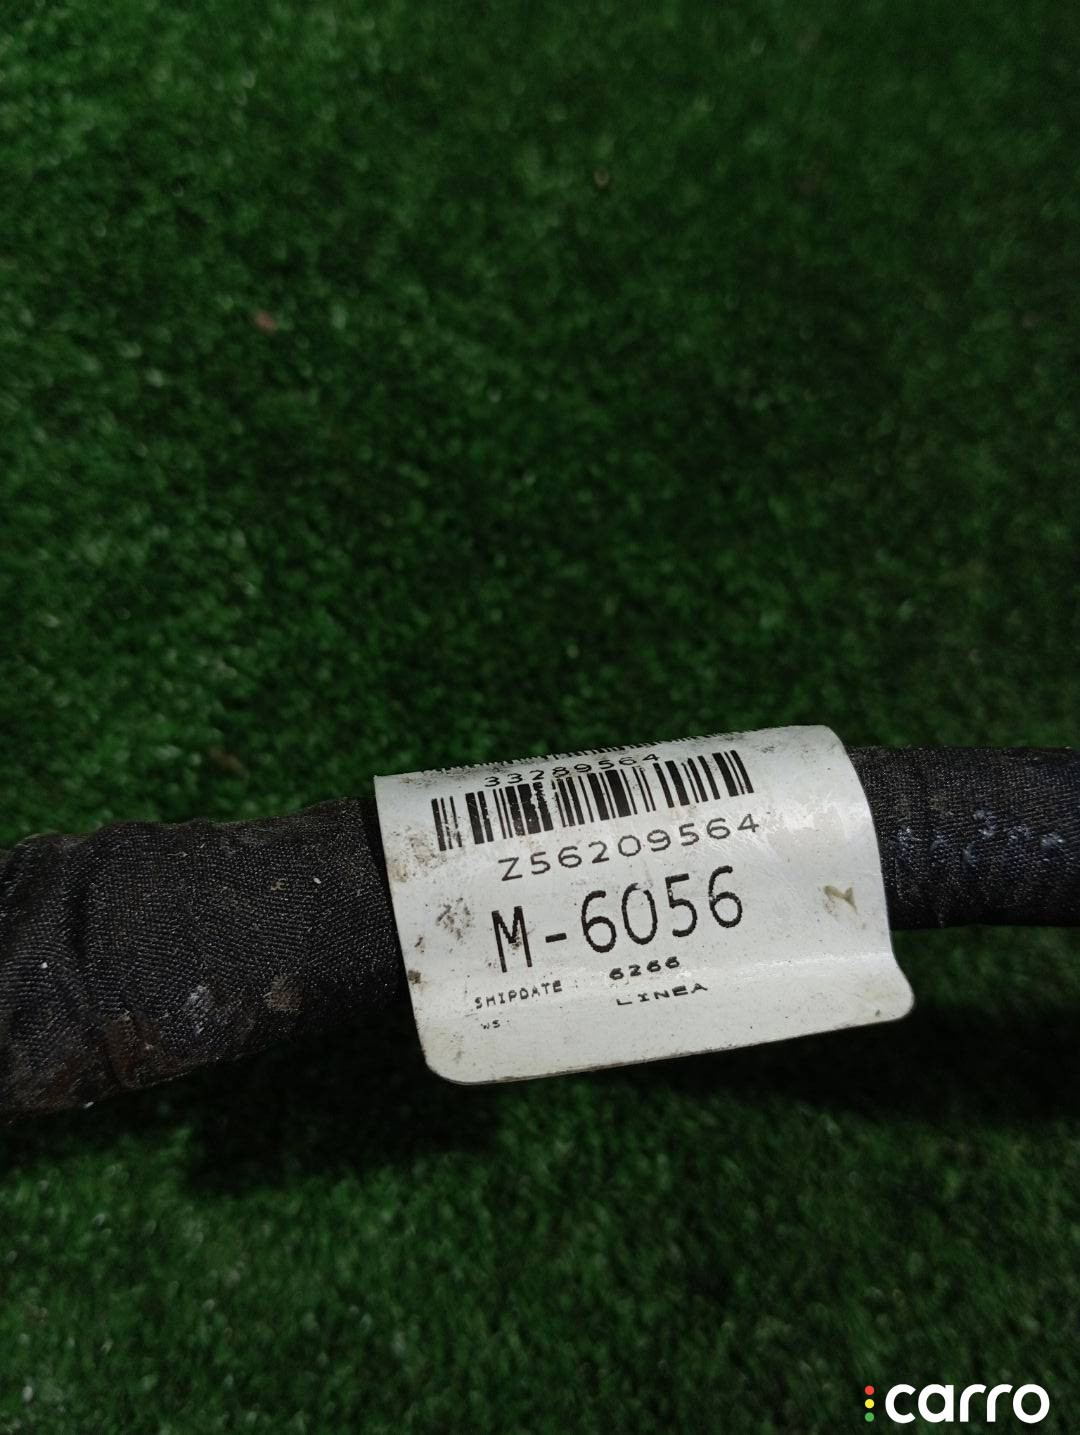 33289564
Z56209564
M-6056
SHIPDATE : 6266
WS: LINEA
carro